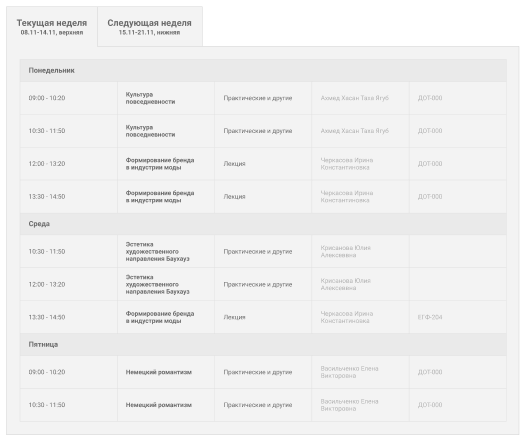 Текущая неделя
08.11-14.11, верхняя
Следующая неделя
15.11-21.11, нижняя
Понедельник
09:00 - 10:20 Культура повседневности Практические и другие Ахмед Хасан Таха Ягуб ДОТ-000
10:30 - 11:50 Культура повседневности Практические и другие Ахмед Хасан Таха Ягуб ДОТ-000
12:00 - 13:20 Формирование бренда в индустрии моды Лекция Черкасова Ирина Константиновна ДОТ-000
13:30 - 14:50 Формирование бренда в индустрии моды Лекция Черкасова Ирина Константиновна ДОТ-000
Среда
10:30 - 11:50 Эстетика художественного направления Баухауз Практические и другие Крисанова Юлия Алексеевна
12:00 - 13:20 Эстетика художественного направления Баухауз Практические и другие Крисанова Юлия Алексеевна
13:30 - 14:50 Формирование бренда в индустрии моды Лекция Черкасова Ирина Константиновна ЕГФ-254
Пятница
09:00 - 10:20 Немецкий романтизм Практические и другие Васильченко Елена Викторовна ДОТ-000
10:30 - 11:50 Немецкий романтизм Практические и другие Васильченко Елена Викторовна ДОТ-000